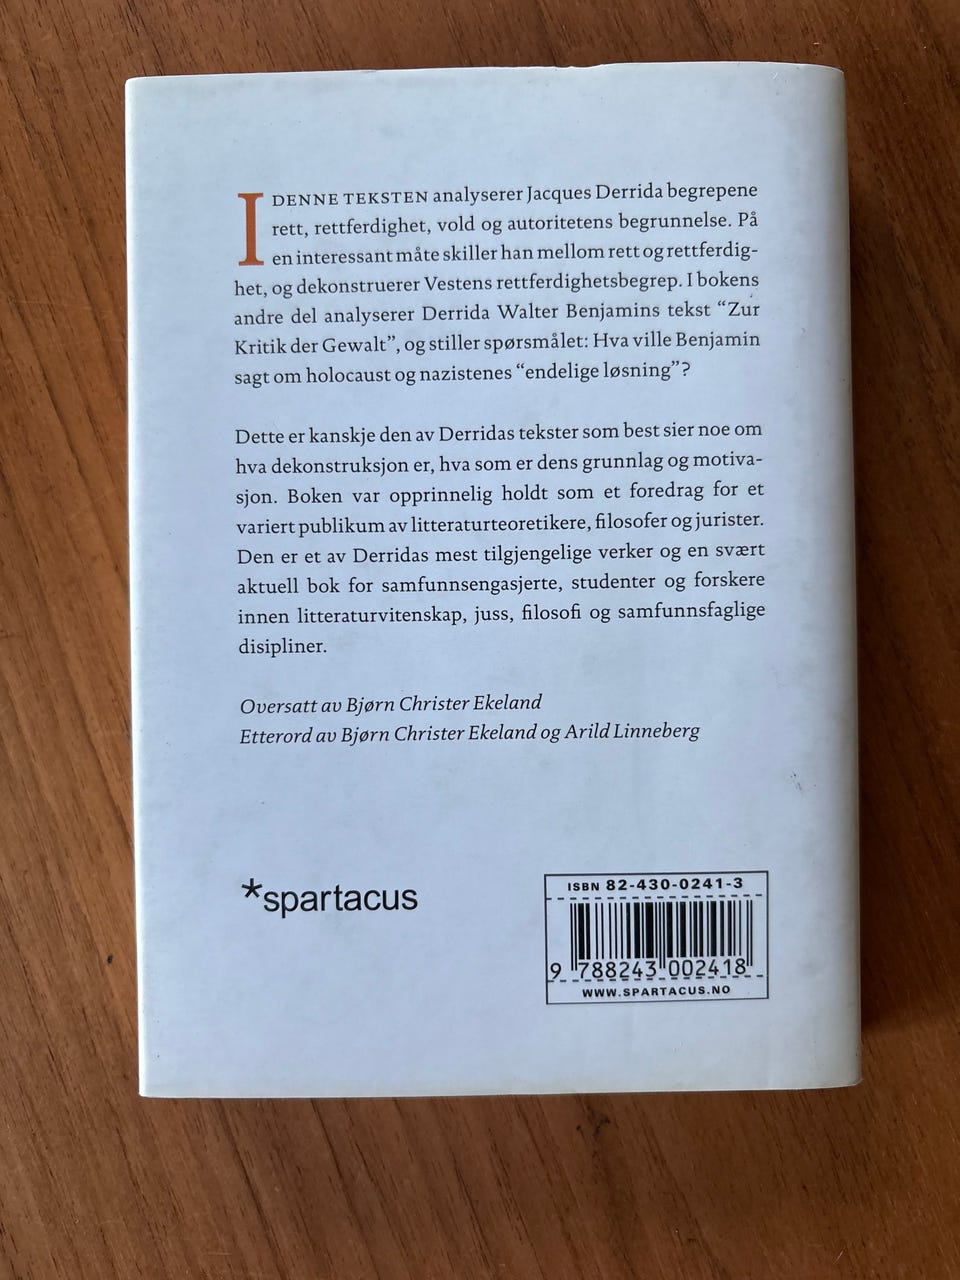 I DENNE TEKSTEN analyserer Jacques Derrida begrepene
rett, rettferdighet, vold og autoritetens begrunnelse. På
en interessant måte skiller han mellom rett og rettferdig-
het, og dekonstruerer Vestens rettferdighetsbegrep. I bokens
andre del analyserer Derrida Walter Benjamins tekst “Zur
Kritik der Gewalt”, og stiller spørsmålet: Hva ville Benjamin
sagt om holocaust og nazistenes “endelige løsning”?
Dette er kanskje den av Derridas tekster som best sier noe om
hva dekonstruksjon er, hva som er dens grunnlag og motiva-
sjon. Boken var opprinnelig holdt som et foredrag for et
variert publikum av litteraturteoretikere, filosofer og jurister.
Den er et av Derridas mest tilgjengelige verker og en svært
aktuell bok for samfunnsengasjerte, studenter og forskere
innen litteraturvitenskap, juss, filosofi og samfunnsfaglige
disipliner.
Oversatt av Bjørn Christer Ekeland
Etterord av Bjørn Christer Ekeland og Arild Linneberg
*spartacus
ISBN 82-430-0241-3
9 788243 002418
WWW.SPARTACUS.NO